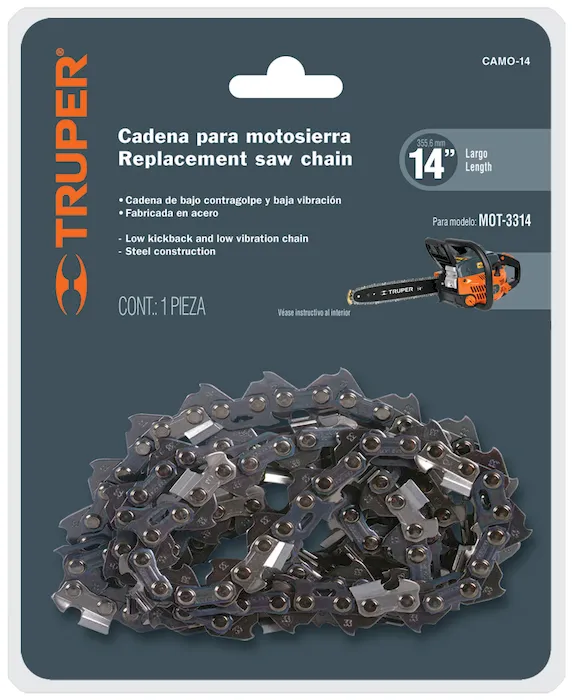 CAMO-14
TRUPER
Cadena para motosierra
Replacement saw chain
• Cadena de bajo contragolpe y baja vibración
• Fabricada en acero
- Low kickback and low vibration chain
- Steel construction
CONT.: 1 PIEZA
355,6 mm
14”
Largo
Length
Para modelo: MOT-3314
TRUPER 14"
Véase instructivo al interior